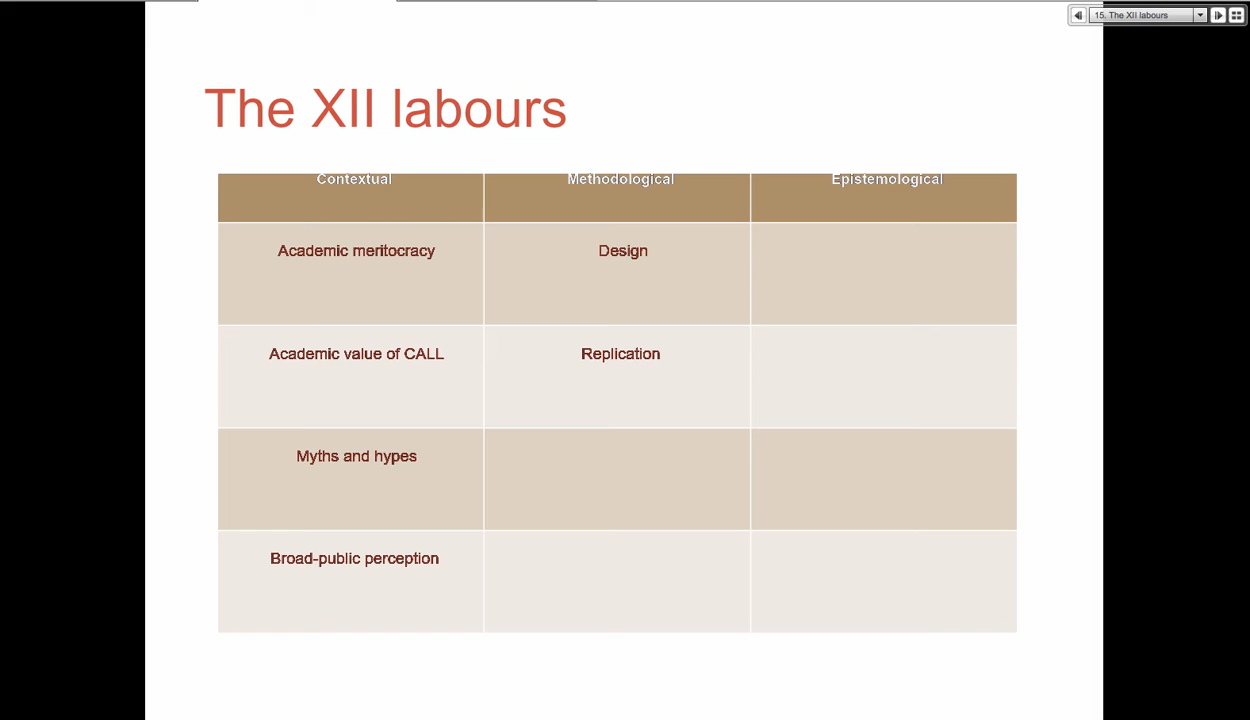 15. The XII labours
The XII labours
Contextual Methodological Epistemological
Academic meritocracy Design
Academic value of CALL Replication
Myths and hypes
Broad-public perception